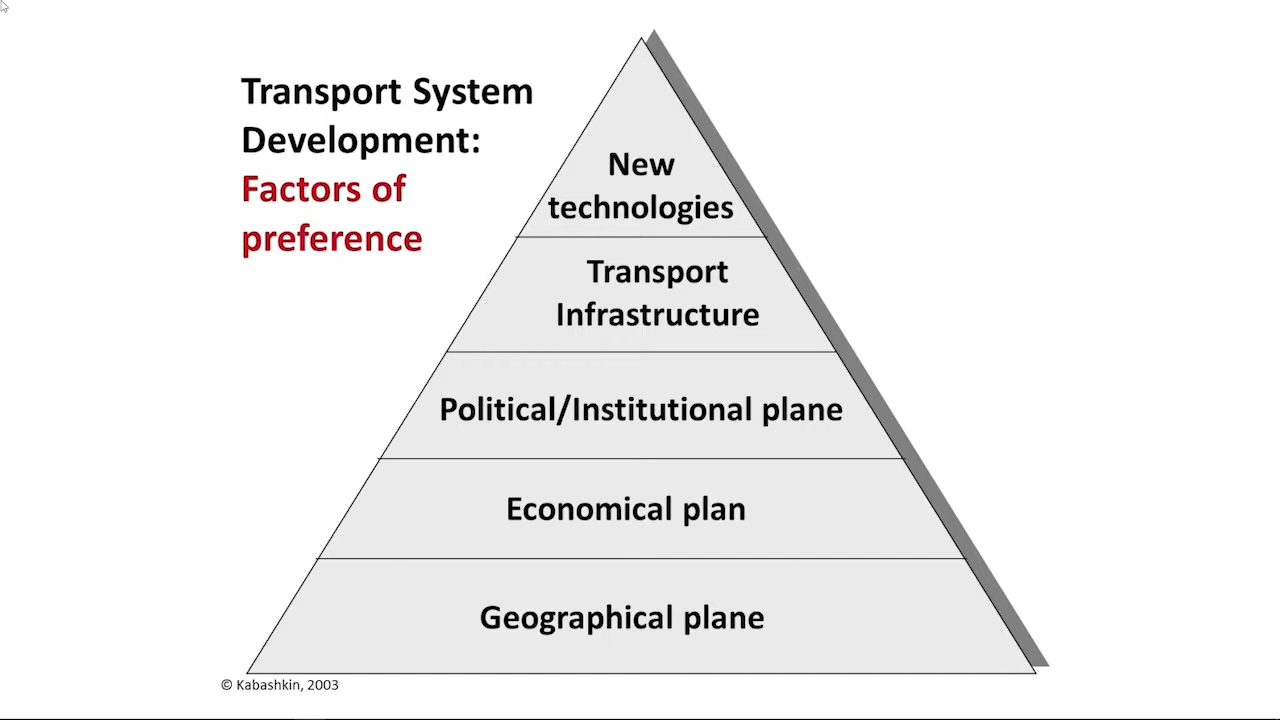 Transport System
Development:
Factors of
preference
New
technologies
Transport
Infrastructure
Political/Institutional plane
Economical plan
Geographical plane
© Kabashkin, 2003